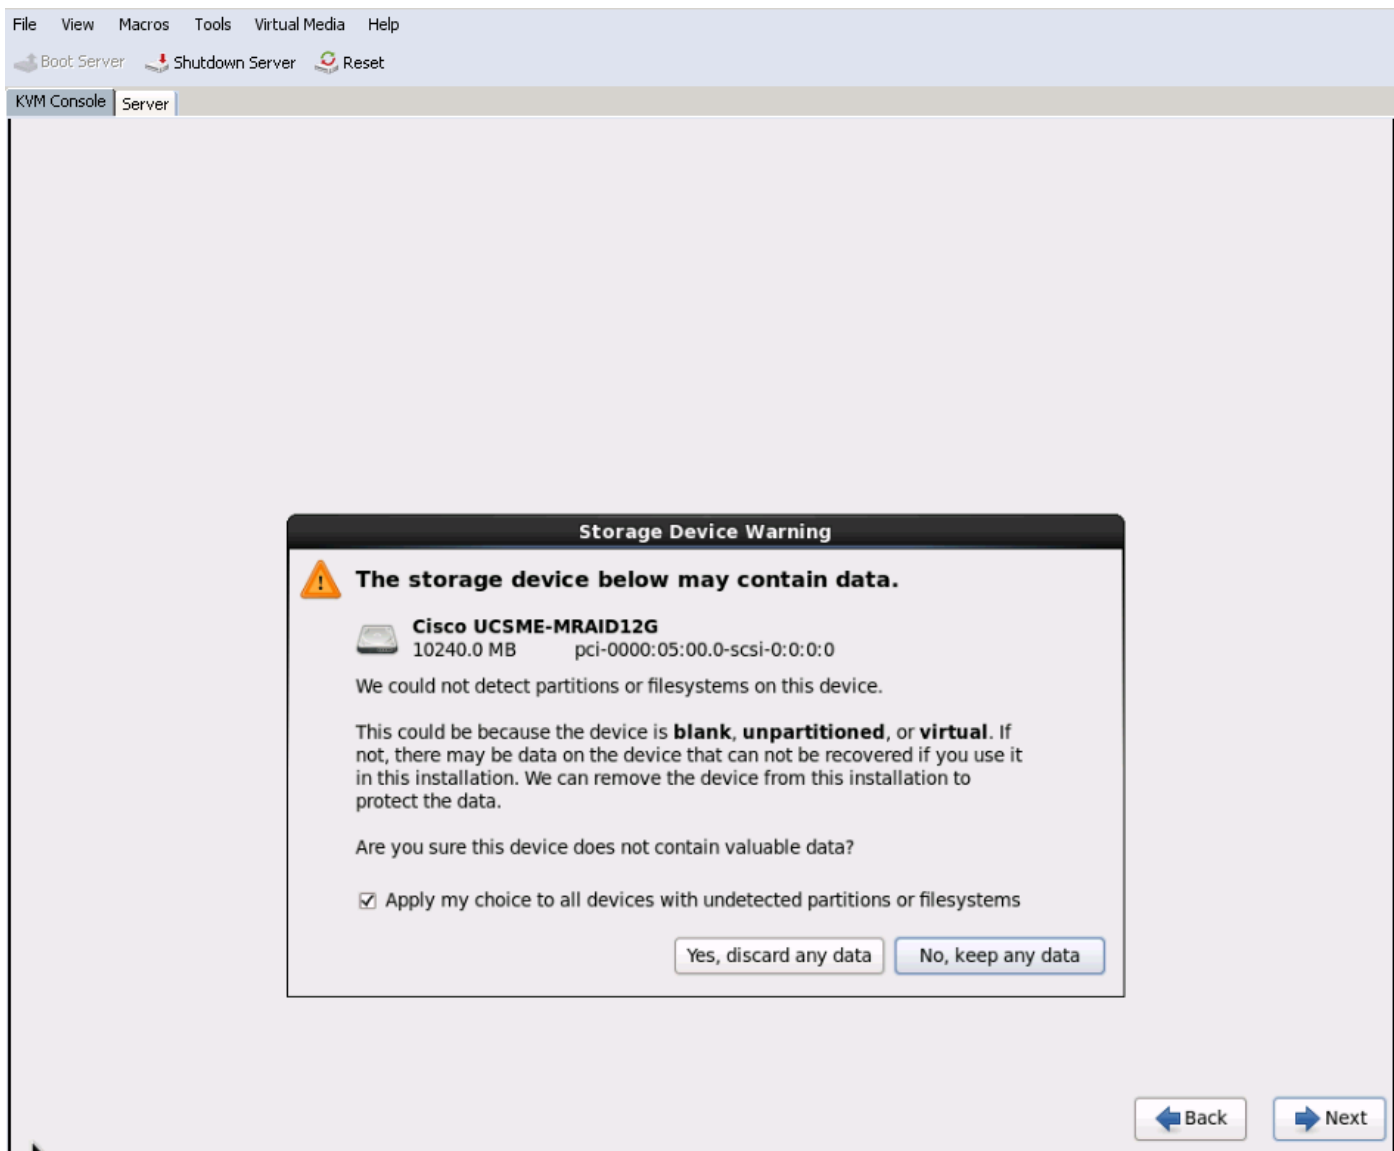 File View Macros Tools Virtual Media Help
Boot Server Shutdown Server Reset
KVM Console Server
Storage Device Warning
The storage device below may contain data.
Cisco UCSME-MRAID12G
10240.0 MB pci-0000:05:00.0-scsi-0:0:0:0
We could not detect partitions or filesystems on this device.
This could be because the device is blank, unpartitioned, or virtual. If
not, there may be data on the device that can not be recovered if you use it
in this installation. We can remove the device from this installation to
protect the data.
Are you sure this device does not contain valuable data?
Apply my choice to all devices with undetected partitions or filesystems
Yes, discard any data No, keep any data
Back Next